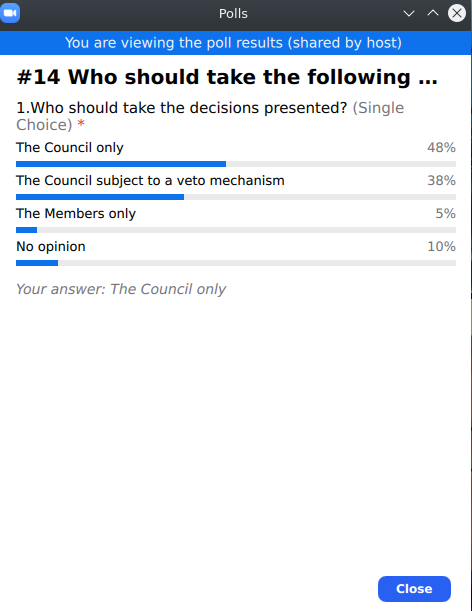 Polls
You are viewing the poll results (shared by host)
#14 Who should take the following ...
1.Who should take the decisions presented? (Single
Choice) *
The Council only 48%
The Council subject to a veto mechanism 38%
The Members only 5%
No opinion 10%
Your answer: The Council only
Close